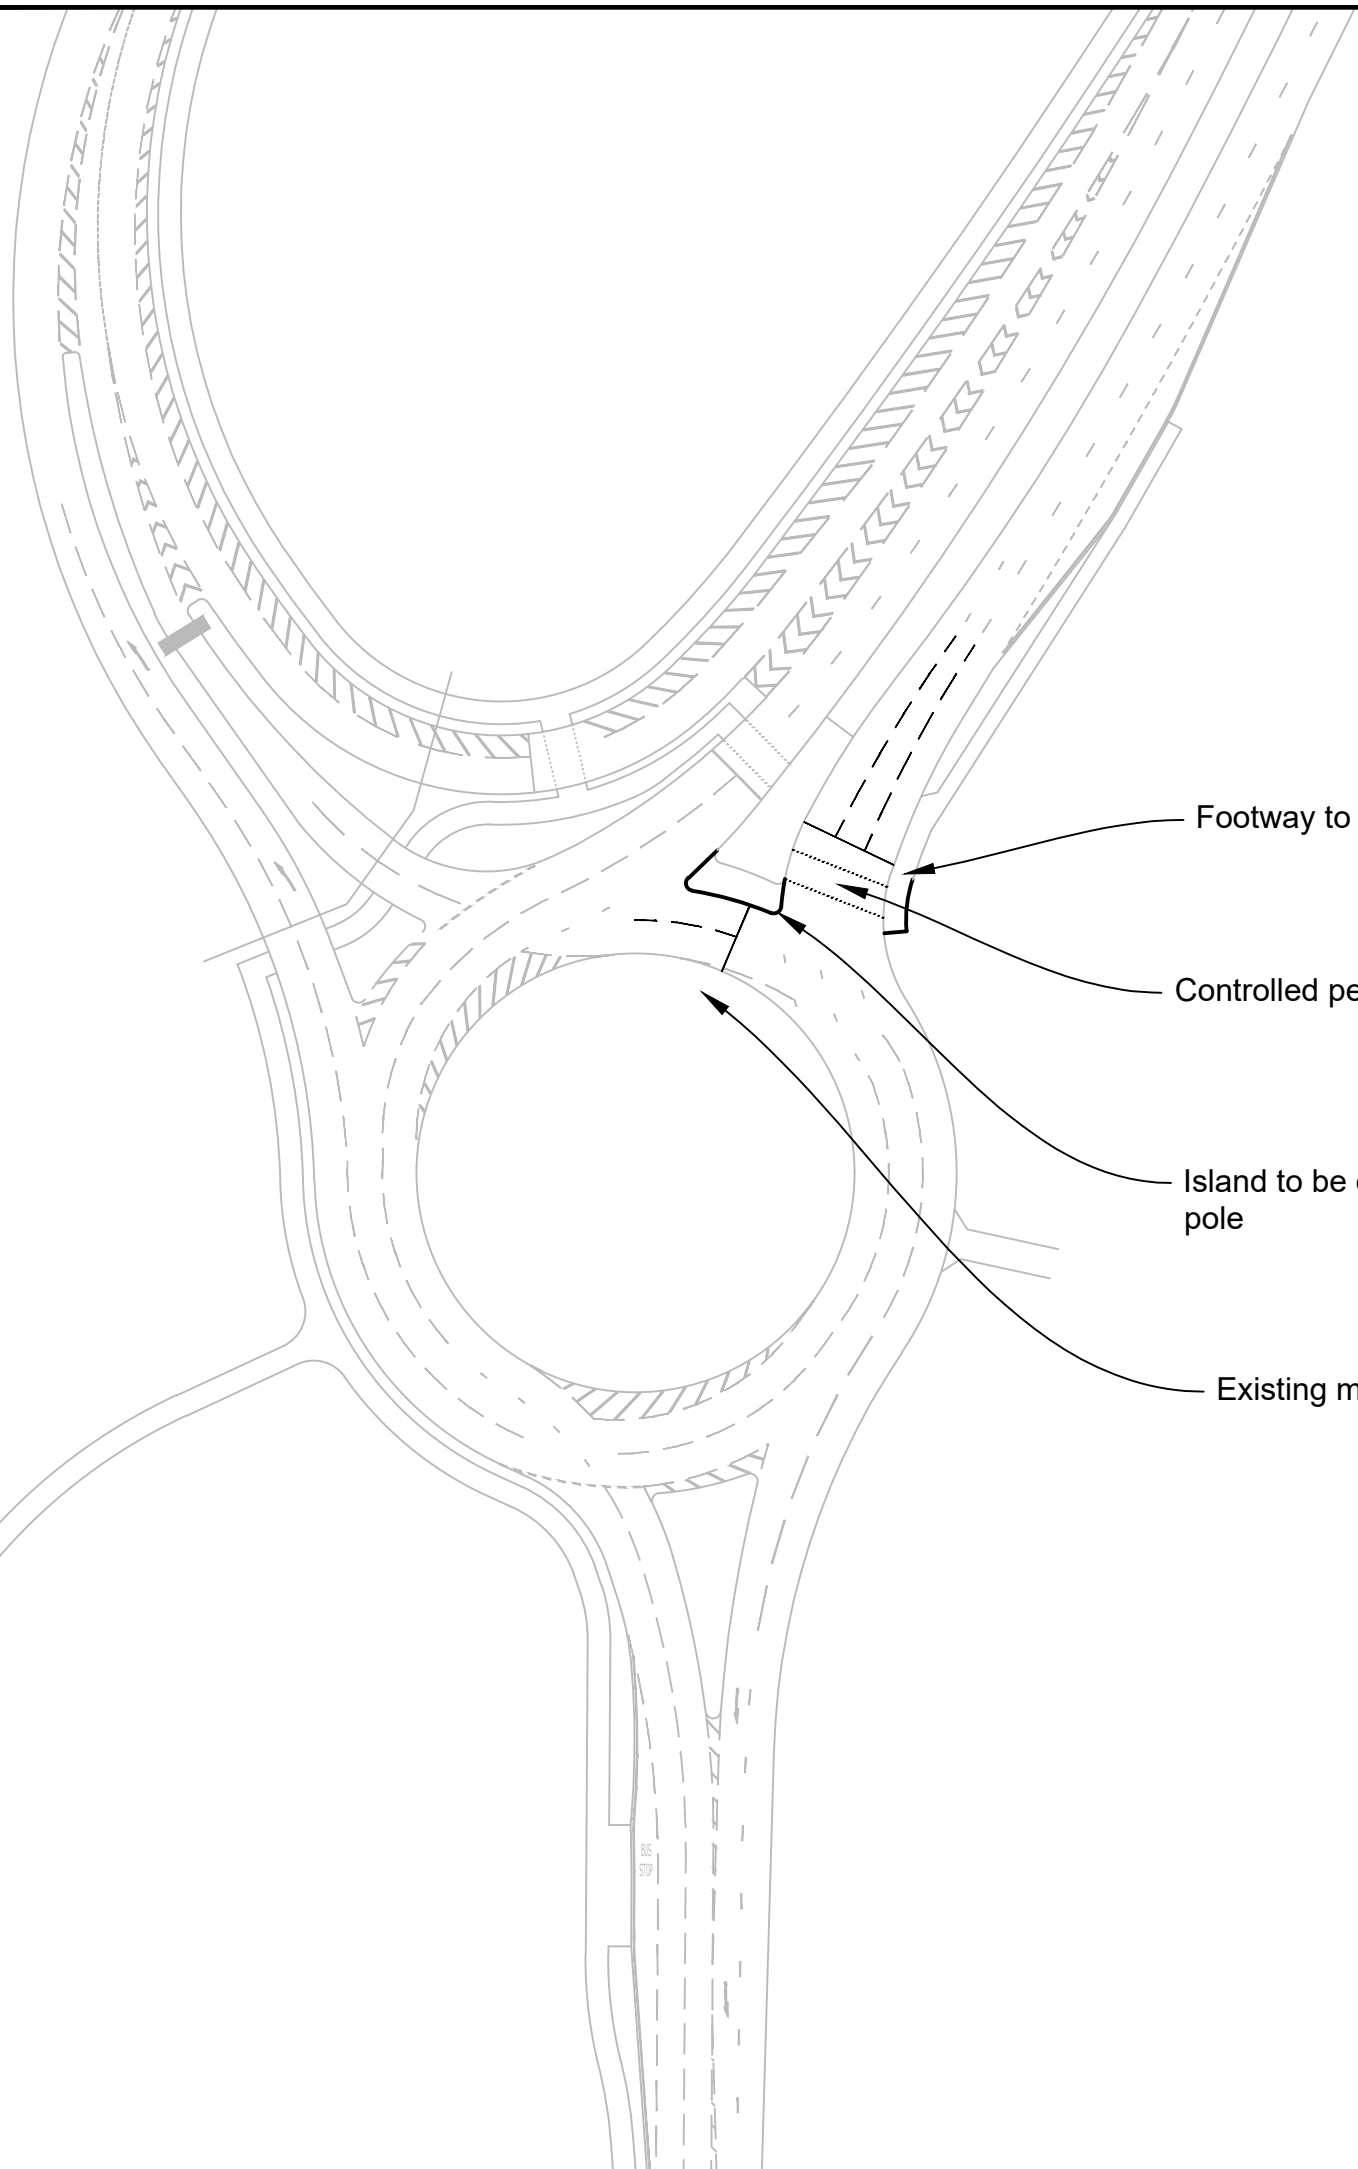 Footway to
Controlled pe
Island to be
pole
Existing m
BUS
STOP